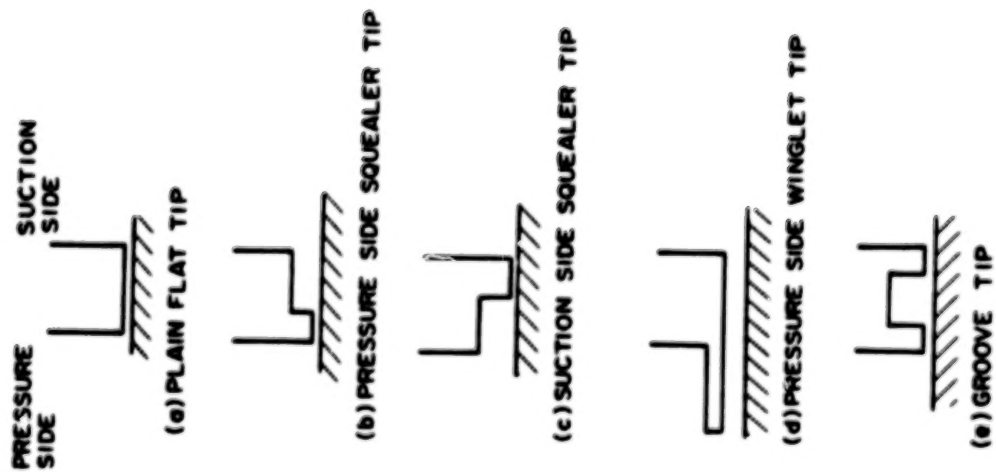 PRESSURE
SIDE
SUCTION
SIDE
(a) PLAIN FLAT TIP
(b) PRESSURE SIDE SQUEALER TIP
(c) SUCTION SIDE SQUEALER TIP
(d) PRESSURE SIDE WINGLET TIP
(e) GROOVE TIP